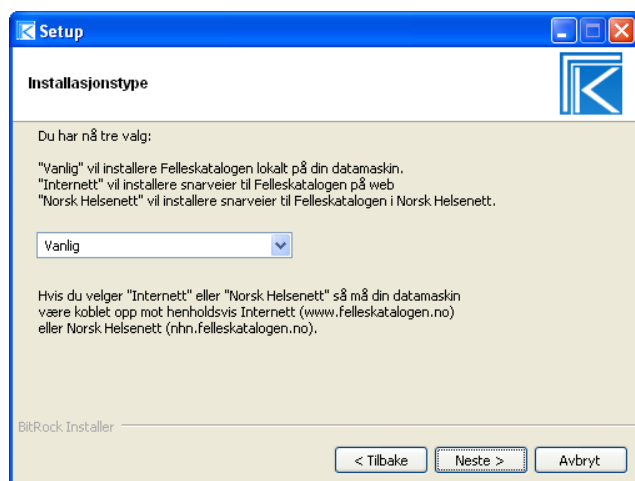 Setup
Installasjonstype
Du har nå tre valg:
"Vanlig" vil installere Felleskatalogen lokalt på din datamaskin.
"Internett" vil installere snarveier til Felleskatalogen på web
"Norsk Helsenett" vil installere snarveier til Felleskatalogen i Norsk Helsenett.
Vanlig
Hvis du velger "Internett" eller "Norsk Helsenett" så må din datamaskin
være koblet opp mot henholdsvis Internett (www.felleskatalogen.no)
eller Norsk Helsenett (nhn.felleskatalogen.no).
BitRock Installer
< Tilbake Neste > Avbryt